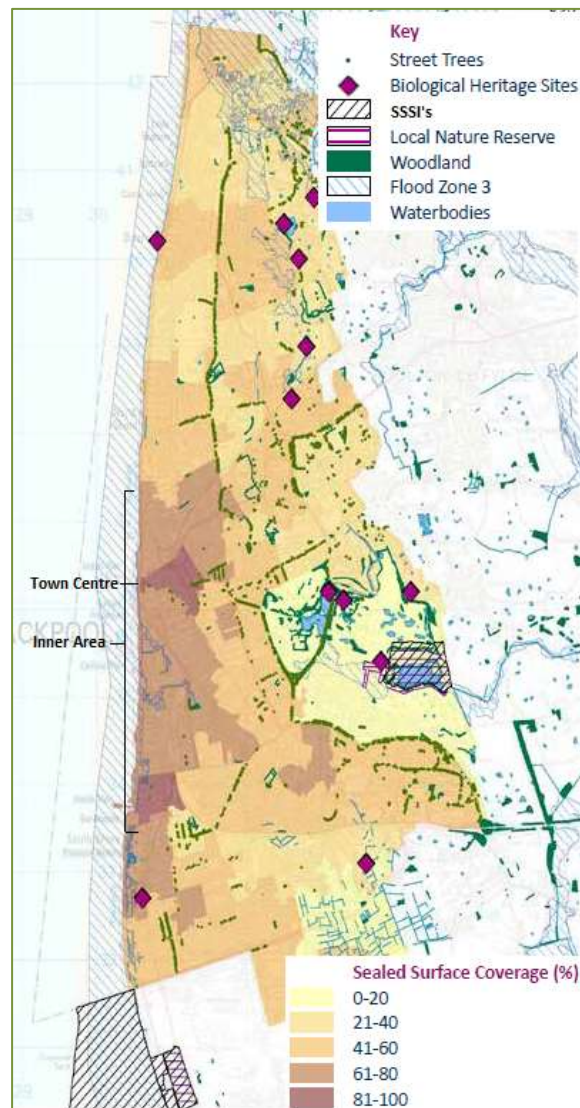 Key
Street Trees
Biological Heritage Sites
SSSI's
Local Nature Reserve
Woodland
Flood Zone 3
Waterbodies
Town Centre
Inner Area
Sealed Surface Coverage (%)
0-20
21-40
41-60
61-80
81-100